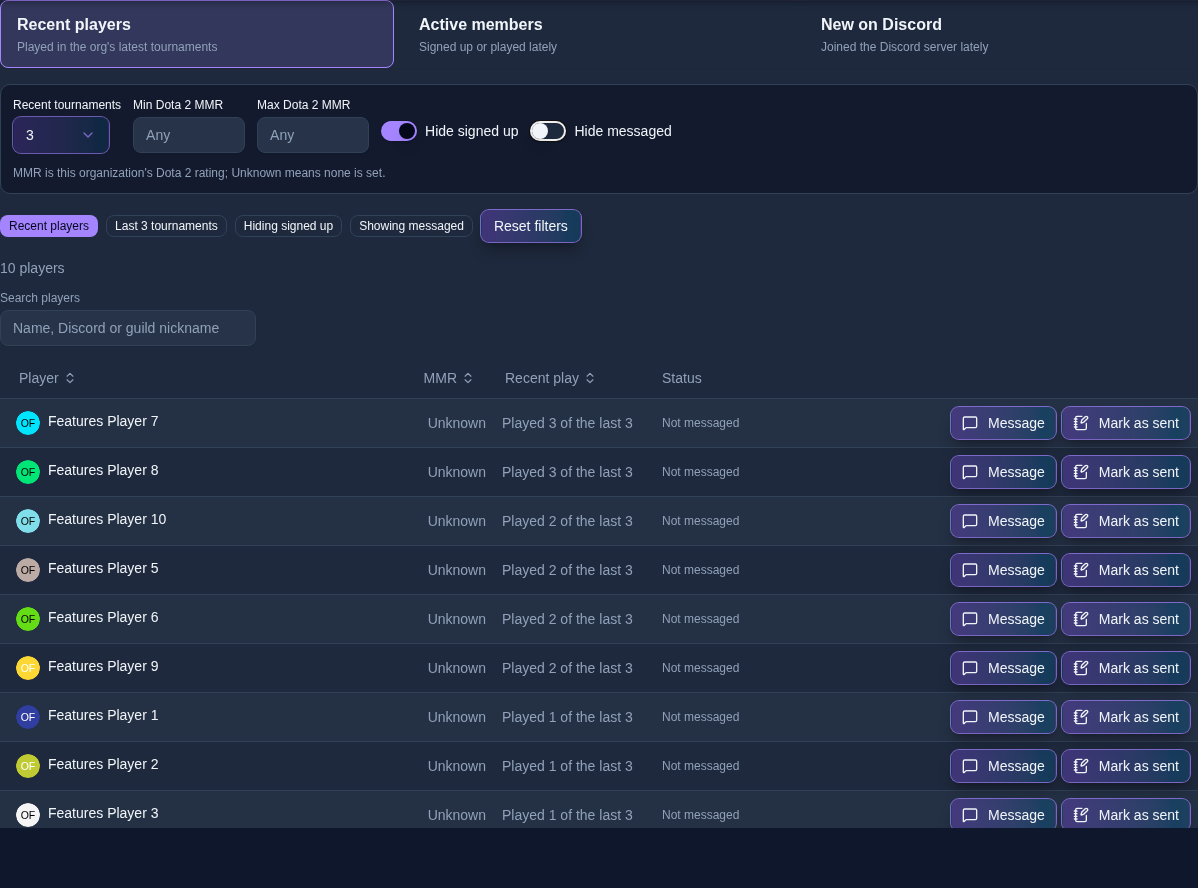 Recent players
Played in the org's latest tournaments
Active members
Signed up or played lately
New on Discord
Joined the Discord server lately
Recent tournaments
Min Dota 2 MMR
Max Dota 2 MMR
3
Any
Any
Hide signed up
Hide messaged
MMR is this organization's Dota 2 rating; Unknown means none is set.
Recent players
Last 3 tournaments
Hiding signed up
Showing messaged
Reset filters
10 players
Search players
Name, Discord or guild nickname
Player MMR Recent play Status
OF Features Player 7 Unknown Played 3 of the last 3 Not messaged Message Mark as sent
OF Features Player 8 Unknown Played 3 of the last 3 Not messaged Message Mark as sent
OF Features Player 10 Unknown Played 2 of the last 3 Not messaged Message Mark as sent
OF Features Player 5 Unknown Played 2 of the last 3 Not messaged Message Mark as sent
OF Features Player 6 Unknown Played 2 of the last 3 Not messaged Message Mark as sent
OF Features Player 9 Unknown Played 2 of the last 3 Not messaged Message Mark as sent
OF Features Player 1 Unknown Played 1 of the last 3 Not messaged Message Mark as sent
OF Features Player 2 Unknown Played 1 of the last 3 Not messaged Message Mark as sent
OF Features Player 3 Unknown Played 1 of the last 3 Not messaged Message Mark as sent